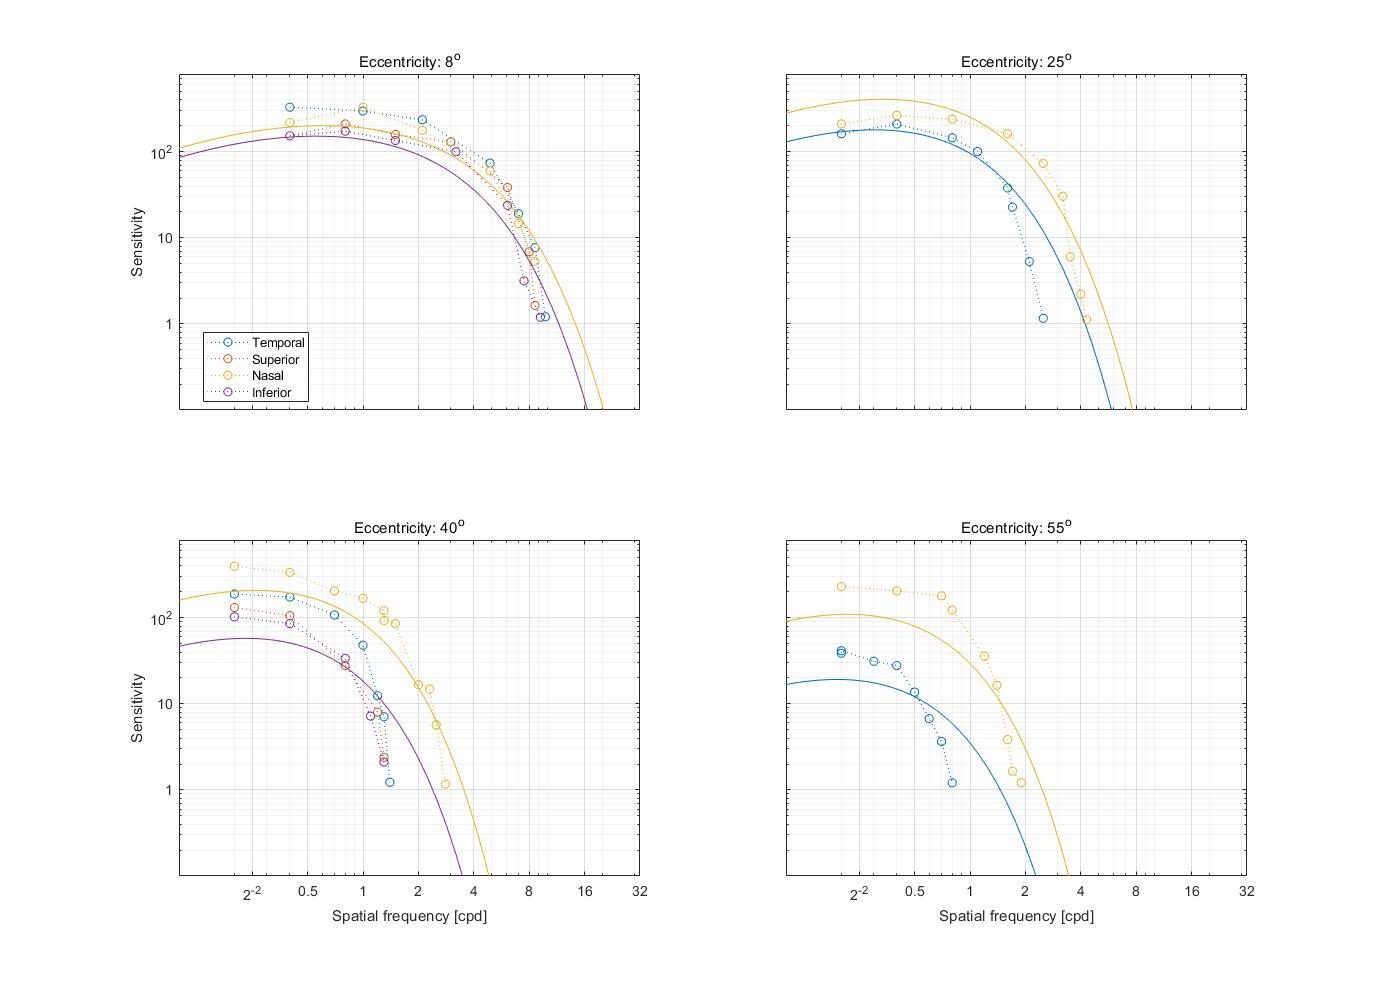 Eccentricity: 8°
10²
10
1
Sensitivity
Temporal
Superior
Nasal
Inferior
Eccentricity: 25°
Eccentricity: 40°
10²
10
1
Sensitivity
2⁻² 0.5 1 2 4 8 16 32
Spatial frequency [cpd]
Eccentricity: 55°
2⁻² 0.5 1 2 4 8 16 32
Spatial frequency [cpd]